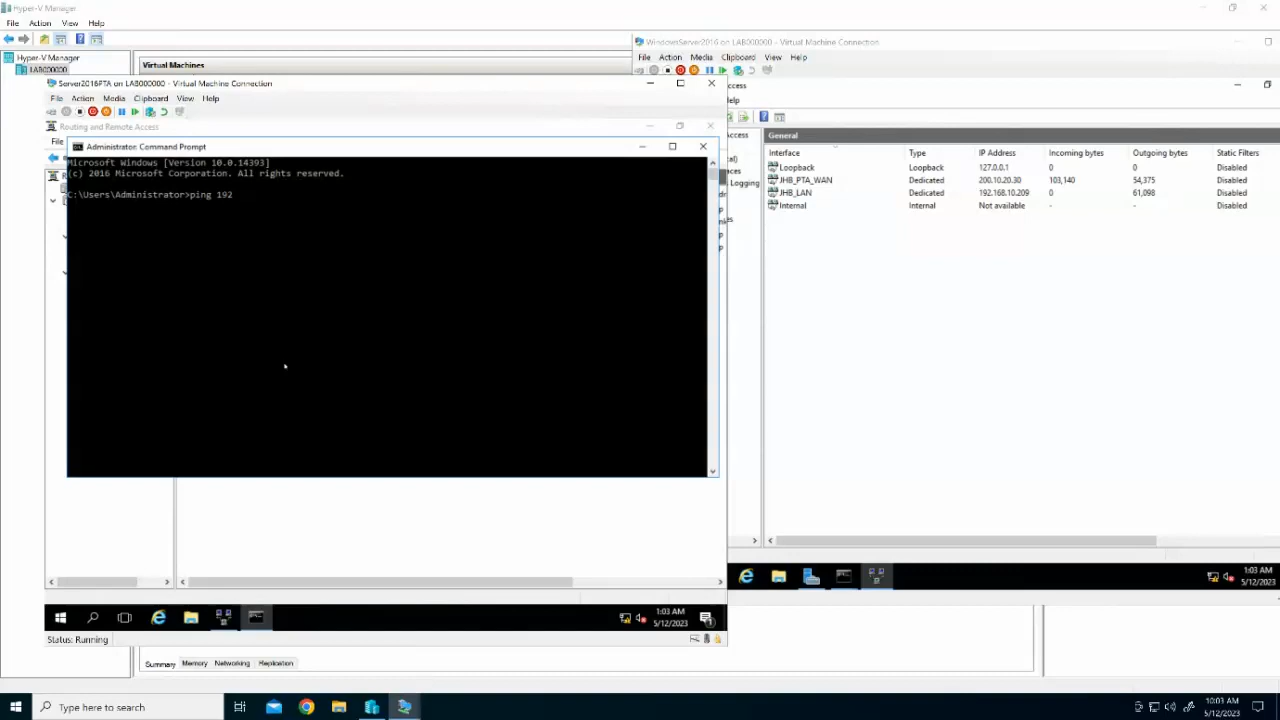 Hyper-V Manager
File Action View Help
Hyper-V Manager
LAB000000
Virtual Machines
WindowsServer2016 on LAB000000 - Virtual Machine Connection
File Action Media Clipboard View Help
Server2016PTA on LAB000000 - Virtual Machine Connection
File Action Media Clipboard View Help
Routing and Remote Access
File
Administrator: Command Prompt
Microsoft Windows [Version 10.0.14393]
(c) 2016 Microsoft Corporation. All rights reserved.
C:\Users\Administrator>ping 192
General
Interface Type IP Address Incoming bytes Outgoing bytes Static Filters
Loopback Loopback 127.0.0.1 0 0 Disabled
JHB_PTA_WAN Dedicated 200.10.20.30 103,140 54,375 Disabled
JHB_LAN Dedicated 192.168.10.209 0 61,098 Disabled
Internal Internal Not available - - Disabled
Logging
1:03 AM
5/12/2023
1:03 AM
5/12/2023
Status: Running
Summary Memory Networking Replication
Type here to search
10:03 AM
5/12/2023